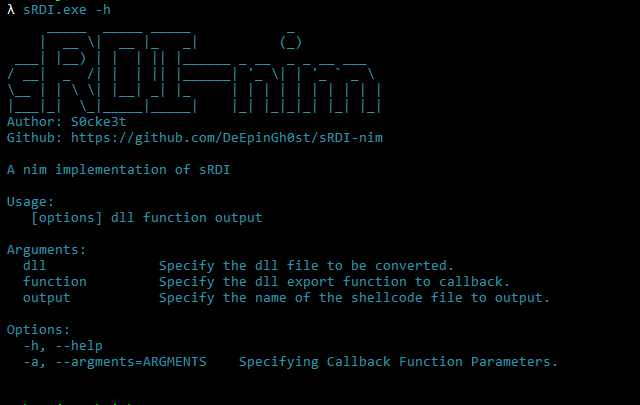 λ sRDI.exe -h
sRDI-nim
Author: S0cke3t
Github: https://github.com/DeEpinGh0st/sRDI-nim
A nim implementation of sRDI
Usage:
[options] dll function output
Arguments:
dll Specify the dll file to be converted.
function Specify the dll export function to callback.
output Specify the name of the shellcode file to output.
Options:
-h, --help
-a, --argments=ARGMENTS Specifying Callback Function Parameters.